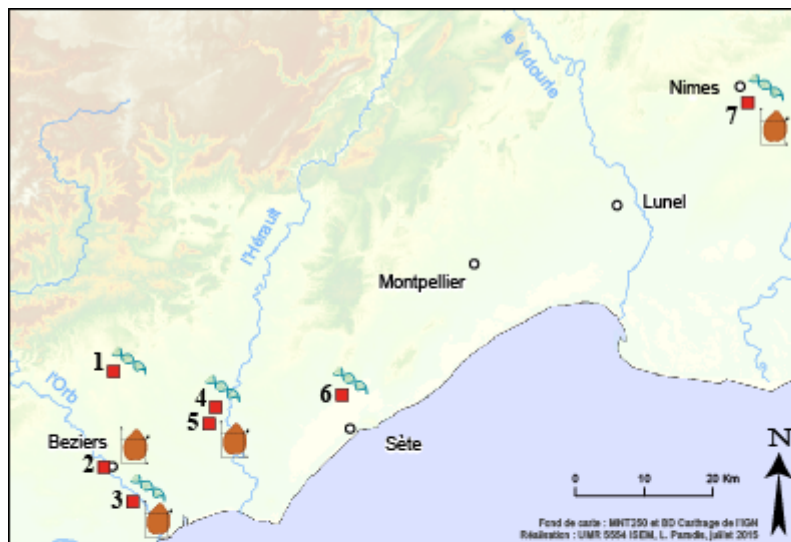 le Vidourle
Nimes
7
Lunel
l'Hérault
Montpellier
1
4
6
5
l'Orb
Beziers
Sète
2
3
N
0 10 20 Km
Fond de carte : MNT250 et BD Carthage de l'IGN
Réalisation : UMR 5554 ISEM, L. Paradis, juillet 2015